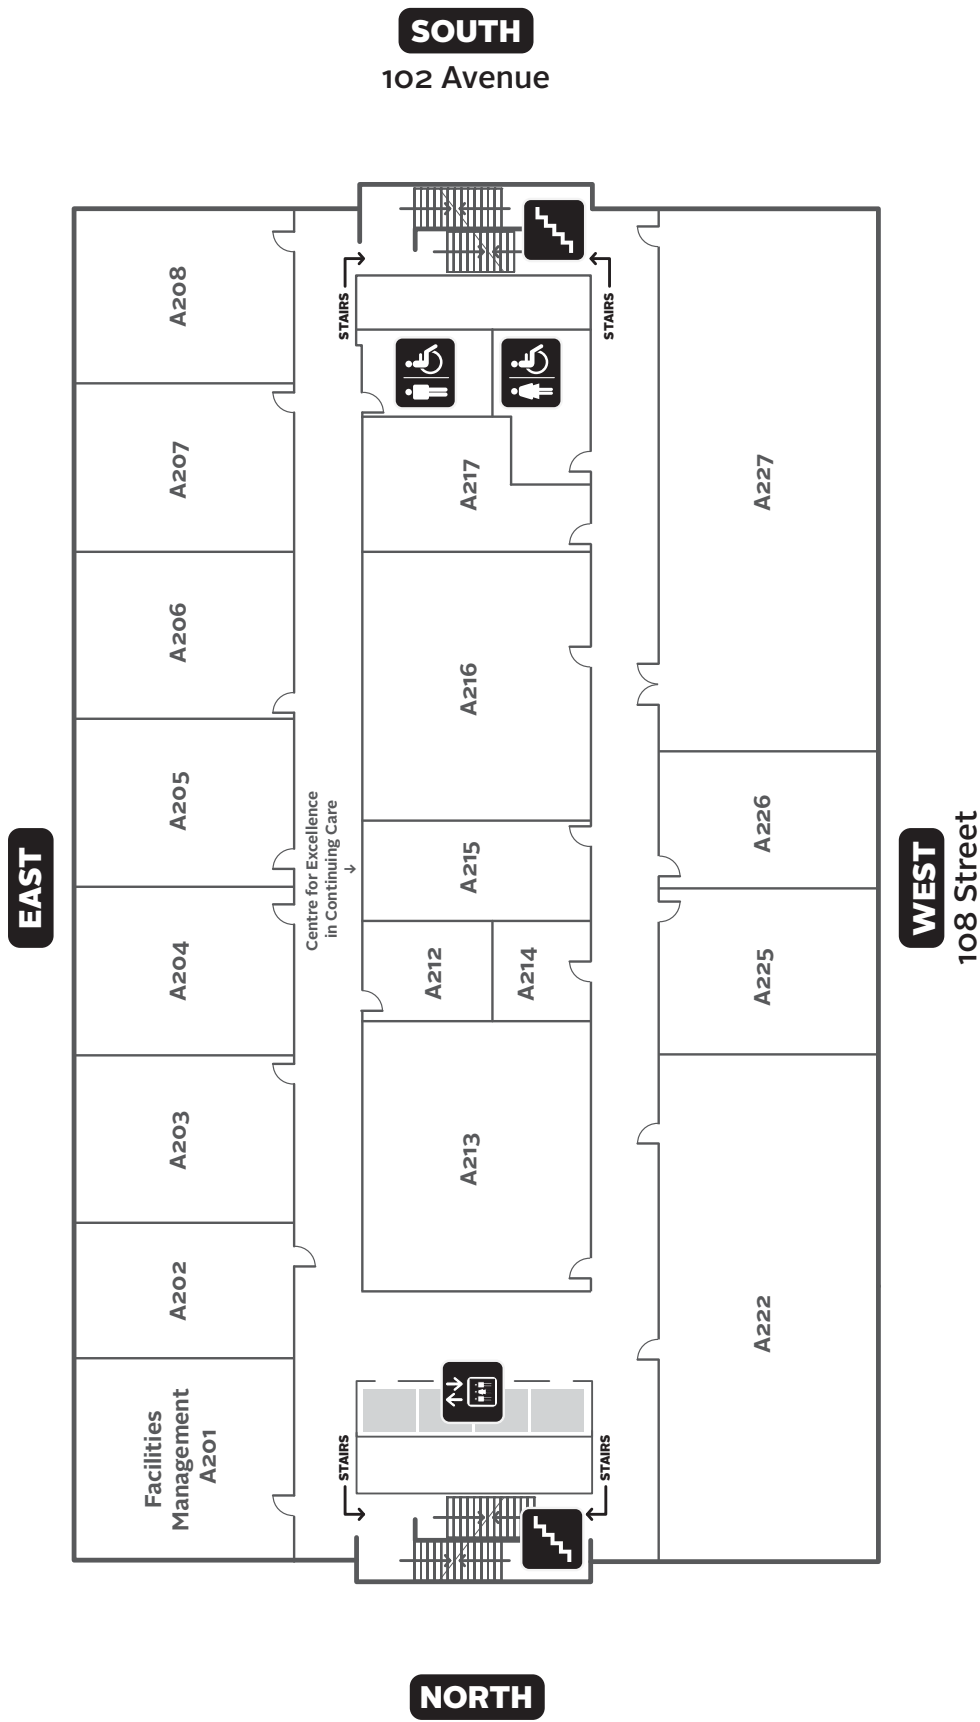 SOUTH
102 Avenue
STAIRS
STAIRS
A208
A207
A206
A205
A204
A203
A202
Facilities
Management
A201
Centre for Excellence
in Continuing Care
A217
A216
A215
A212
A214
A213
A227
A226
A225
A222
EAST
WEST
108 Street
STAIRS
STAIRS
NORTH